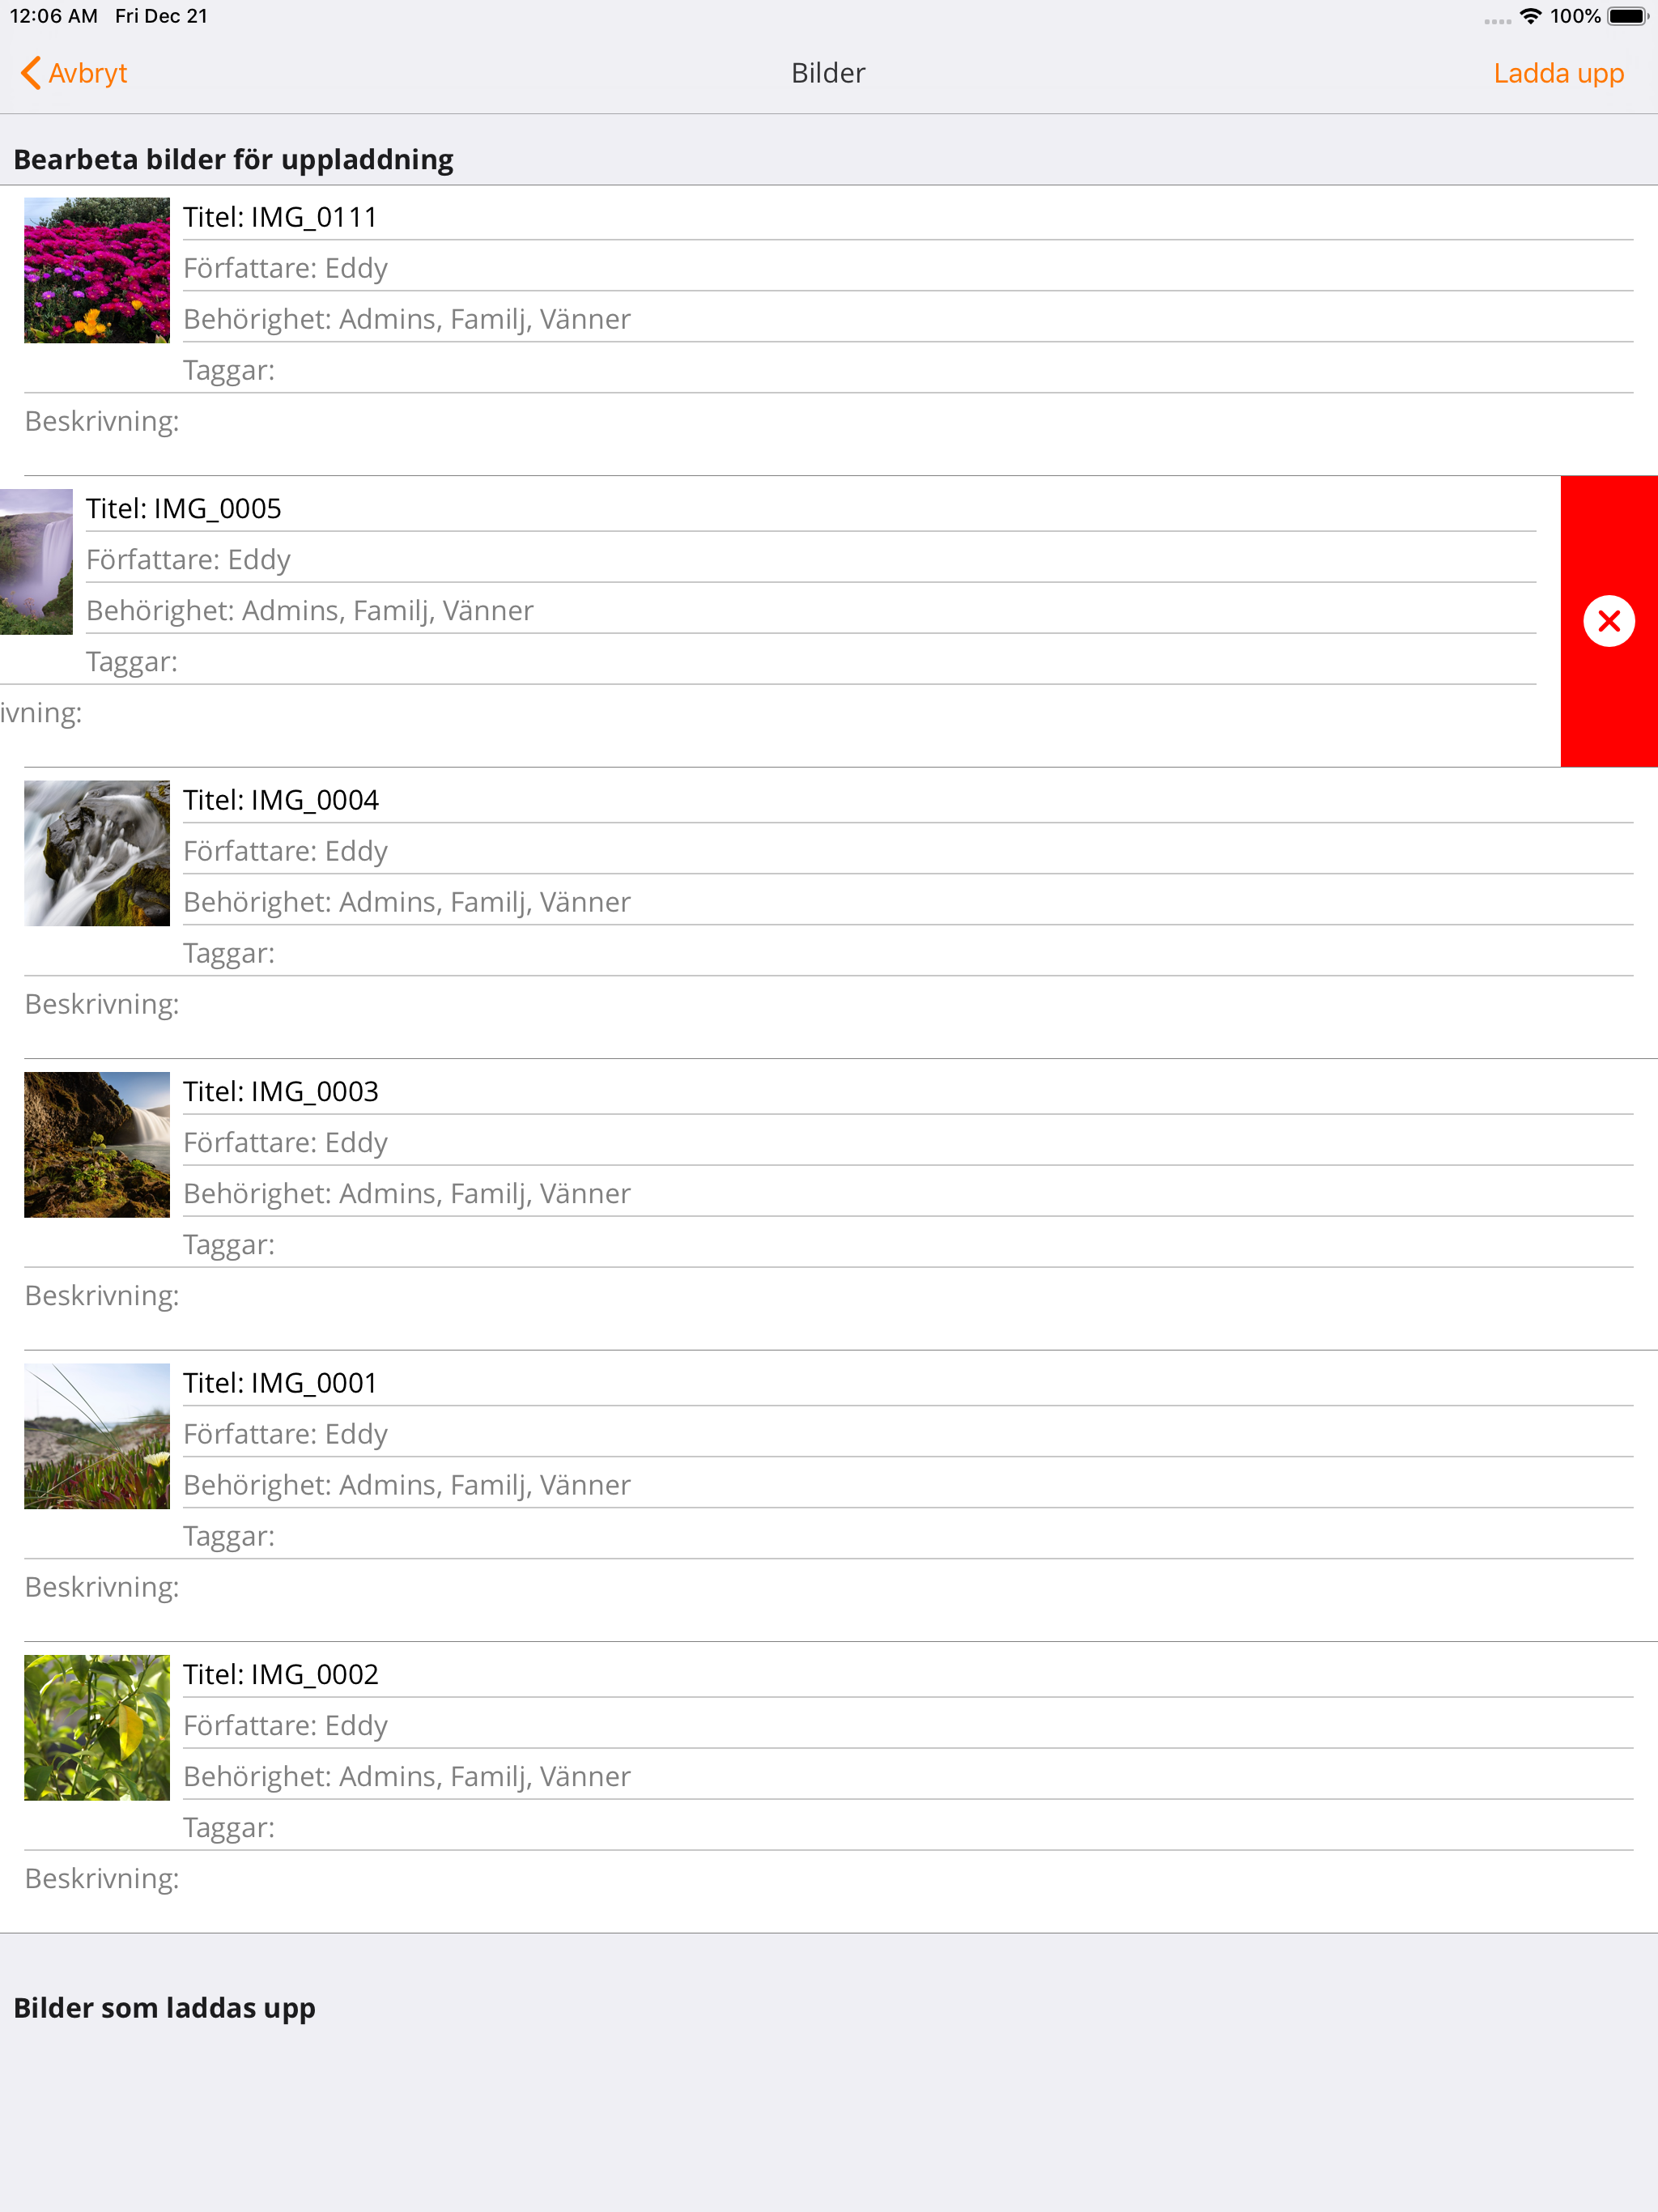 12:06 AM Fri Dec 21 100%
Avbryt Bilder Ladda upp
Bearbeta bilder för uppladdning
Titel: IMG_0111
Författare: Eddy
Behörighet: Admins, Familj, Vänner
Taggar:
Beskrivning:
Titel: IMG_0005
Författare: Eddy
Behörighet: Admins, Familj, Vänner
Taggar:
ivning:
Titel: IMG_0004
Författare: Eddy
Behörighet: Admins, Familj, Vänner
Taggar:
Beskrivning:
Titel: IMG_0003
Författare: Eddy
Behörighet: Admins, Familj, Vänner
Taggar:
Beskrivning:
Titel: IMG_0001
Författare: Eddy
Behörighet: Admins, Familj, Vänner
Taggar:
Beskrivning:
Titel: IMG_0002
Författare: Eddy
Behörighet: Admins, Familj, Vänner
Taggar:
Beskrivning:
Bilder som laddas upp